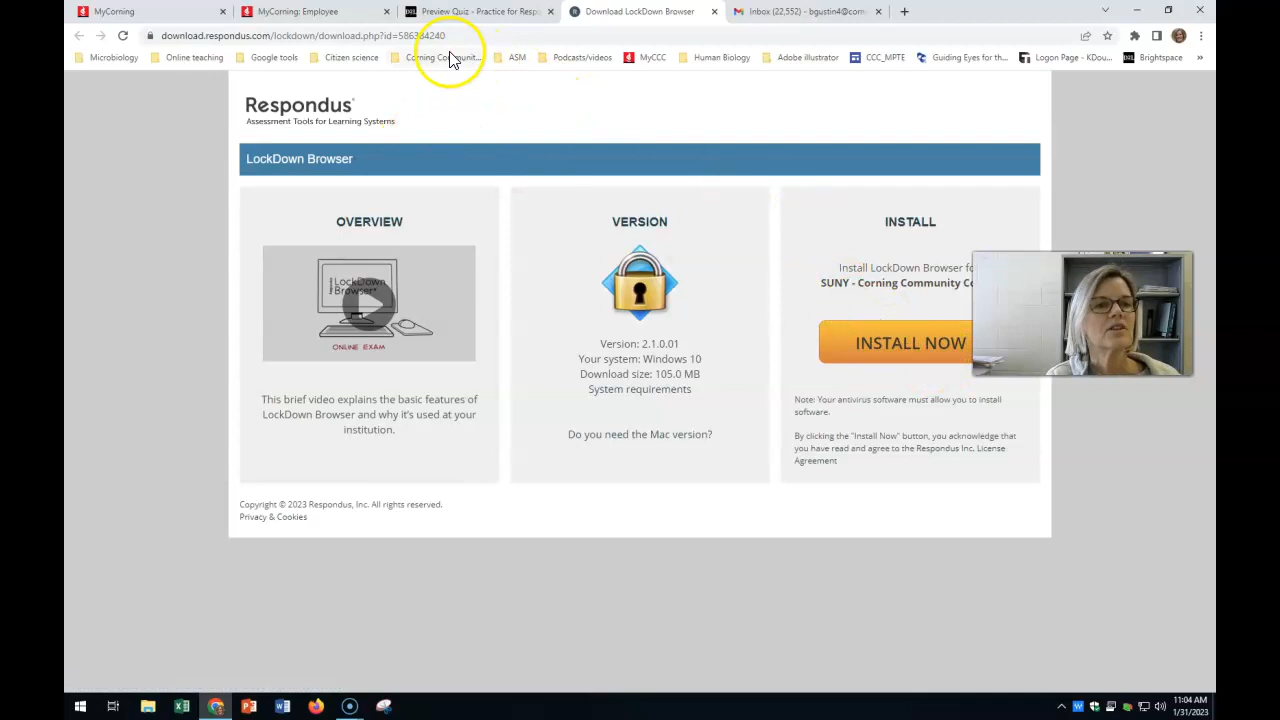 MyCorning
MyCorning: Employee
Preview Quiz - Practice for Respo
Download LockDown Browser
Inbox (22,552) - bgustin4@corn
download.respondus.com/lockdown/download.php?id=586384240
Microbiology
Online teaching
Google tools
Citizen science
Corning Communit...
ASM
Podcasts/videos
MyCCC
Human Biology
Adobe illustrator
CCC_MPTE
Guiding Eyes for th...
Logon Page - KDou...
Brightspace
Respondus
Assessment Tools for Learning Systems
LockDown Browser
OVERVIEW
LockDown
Browser
ONLINE EXAM
This brief video explains the basic features of
LockDown Browser and why it's used at your
institution.
VERSION
Version: 2.1.0.01
Your system: Windows 10
Download size: 105.0 MB
System requirements
Do you need the Mac version?
INSTALL
Install LockDown Browser fo
SUNY - Corning Community Co
INSTALL NOW
Note: Your antivirus software must allow you to install
software.
By clicking the "Install Now" button, you acknowledge that
you have read and agree to the Respondus Inc. License
Agreement
Copyright © 2023 Respondus, Inc. All rights reserved.
Privacy & Cookies
11:04 AM
1/31/2023